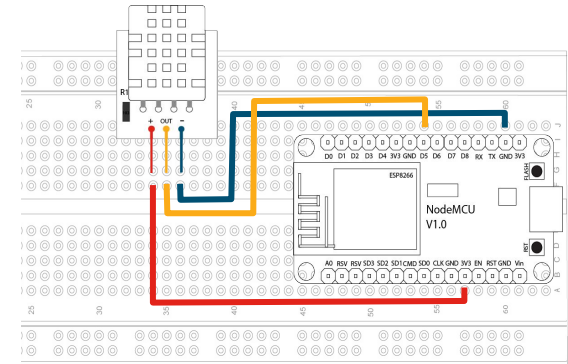 R1
+ OUT -
25 30 40 45 60
J
I
H
G
F
D0 D1 D2 D3 D4 3V3 GND D5 D6 D7 D8 RX TX GND 3V3
FLASH
ESP8266
NodeMCU
V1.0
RST
A0 RSV RSV SD3 SD2 SD1 CMD SD0 CLK GND 3V3 EN RST GND Vin
D
C
B
A
25 30 35 40 45 50 55 60